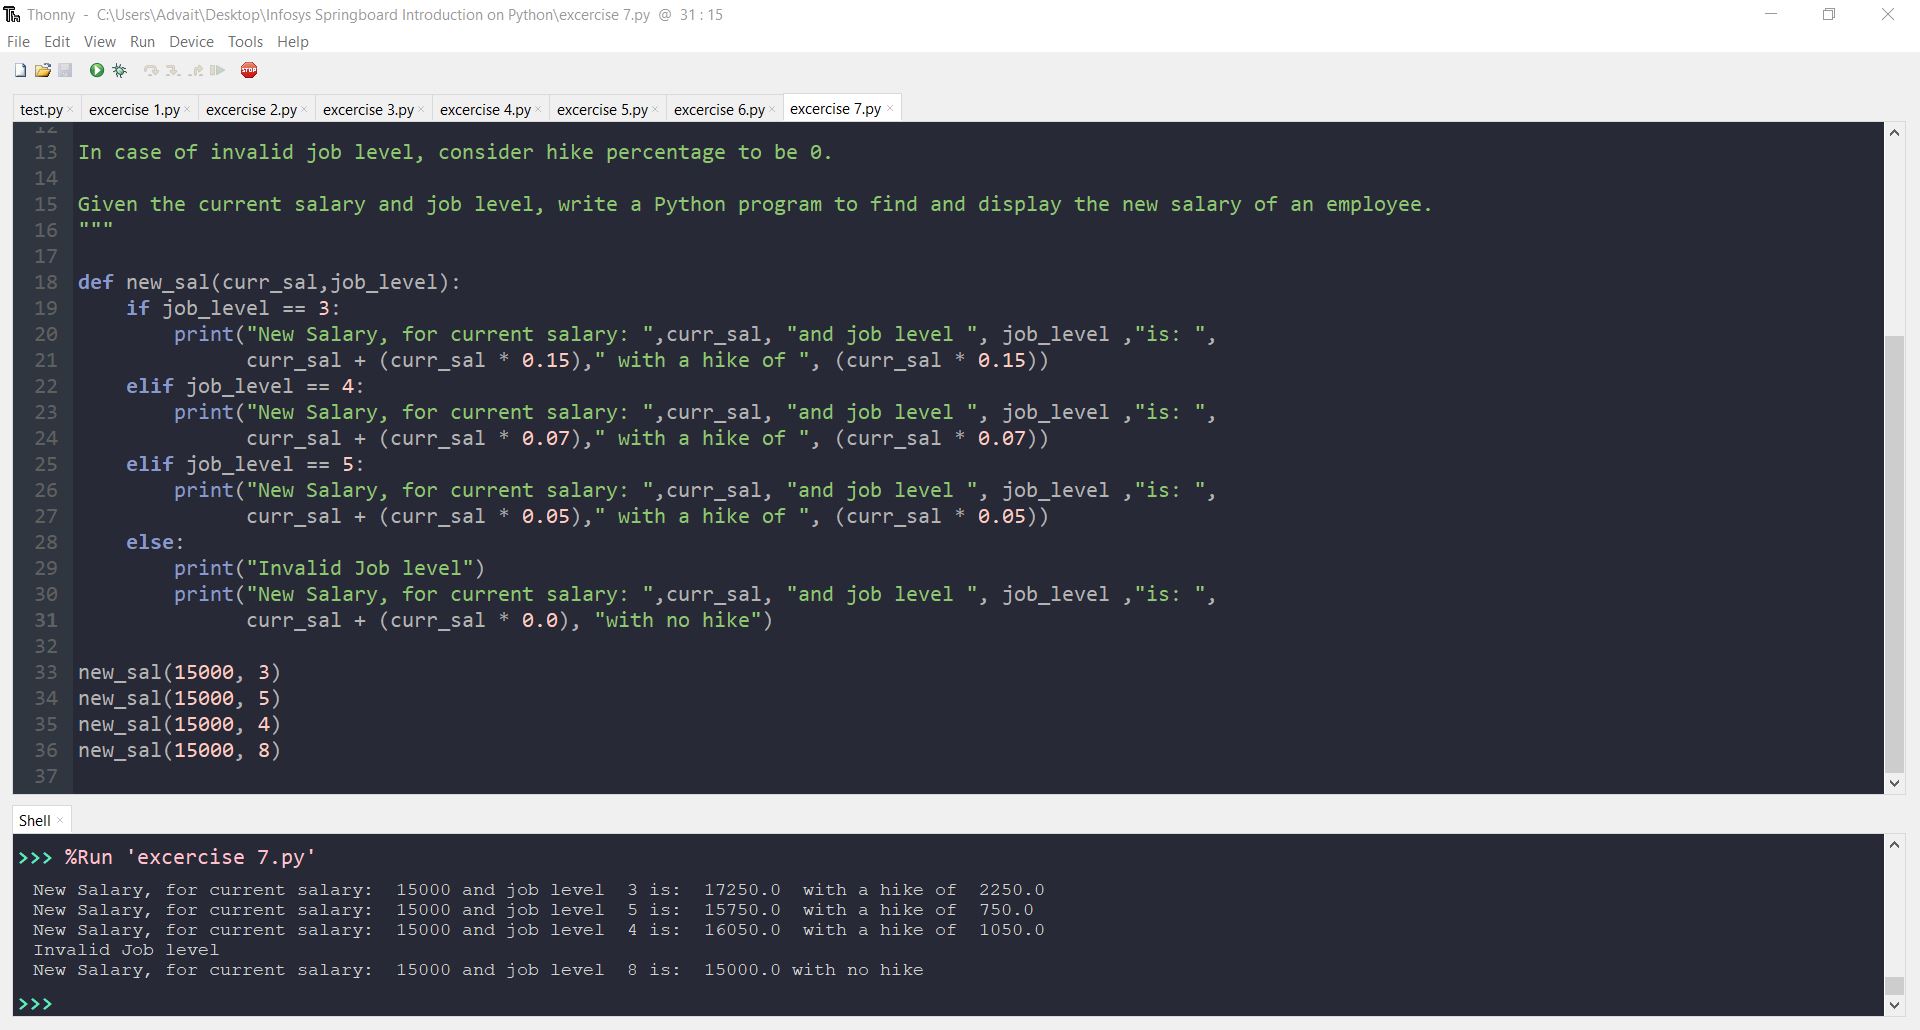 Thonny - C:\Users\Advait\Desktop\Infosys Springboard Introduction on Python\excercise 7.py @ 31 : 15
File Edit View Run Device Tools Help
STOP
test.py × excercise 1.py × excercise 2.py × excercise 3.py × excercise 4.py × excercise 5.py × excercise 6.py × excercise 7.py ×
12
13 In case of invalid job level, consider hike percentage to be 0.
14
15 Given the current salary and job level, write a Python program to find and display the new salary of an employee.
16 """
17
18 def new_sal(curr_sal,job_level):
19     if job_level == 3:
20         print("New Salary, for current salary: ",curr_sal, "and job level ", job_level ,"is: ",
21               curr_sal + (curr_sal * 0.15)," with a hike of ", (curr_sal * 0.15))
22     elif job_level == 4:
23         print("New Salary, for current salary: ",curr_sal, "and job level ", job_level ,"is: ",
24               curr_sal + (curr_sal * 0.07)," with a hike of ", (curr_sal * 0.07))
25     elif job_level == 5:
26         print("New Salary, for current salary: ",curr_sal, "and job level ", job_level ,"is: ",
27               curr_sal + (curr_sal * 0.05)," with a hike of ", (curr_sal * 0.05))
28     else:
29         print("Invalid Job level")
30         print("New Salary, for current salary: ",curr_sal, "and job level ", job_level ,"is: ",
31               curr_sal + (curr_sal * 0.0), "with no hike")
32
33 new_sal(15000, 3)
34 new_sal(15000, 5)
35 new_sal(15000, 4)
36 new_sal(15000, 8)
37
Shell ×
>>> %Run 'excercise 7.py'
New Salary, for current salary:  15000 and job level  3 is:  17250.0  with a hike of  2250.0
New Salary, for current salary:  15000 and job level  5 is:  15750.0  with a hike of  750.0
New Salary, for current salary:  15000 and job level  4 is:  16050.0  with a hike of  1050.0
Invalid Job level
New Salary, for current salary:  15000 and job level  8 is:  15000.0 with no hike
>>>